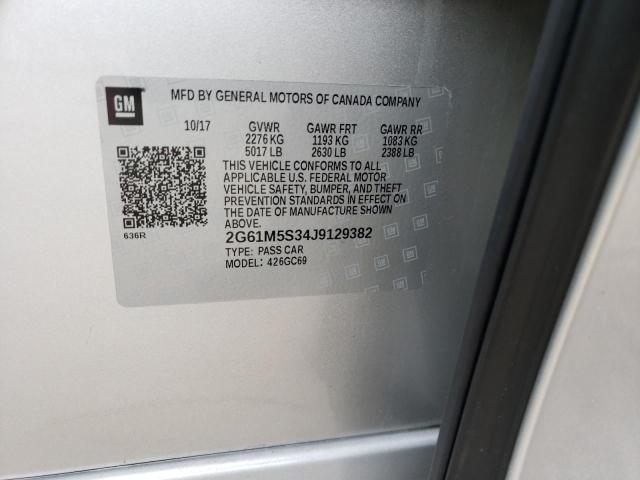 GM
MFD BY GENERAL MOTORS OF CANADA COMPANY
10/17 GVWR GAWR FRT GAWR RR
2276 KG 1193 KG 1083 KG
5017 LB 2630 LB 2388 LB
THIS VEHICLE CONFORMS TO ALL
APPLICABLE U.S. FEDERAL MOTOR
VEHICLE SAFETY, BUMPER, AND THEFT
PREVENTION STANDARDS IN EFFECT ON
THE DATE OF MANUFACTURE SHOWN
ABOVE.
636R
2G61M5S34J9129382
TYPE: PASS CAR
MODEL: 426GC69